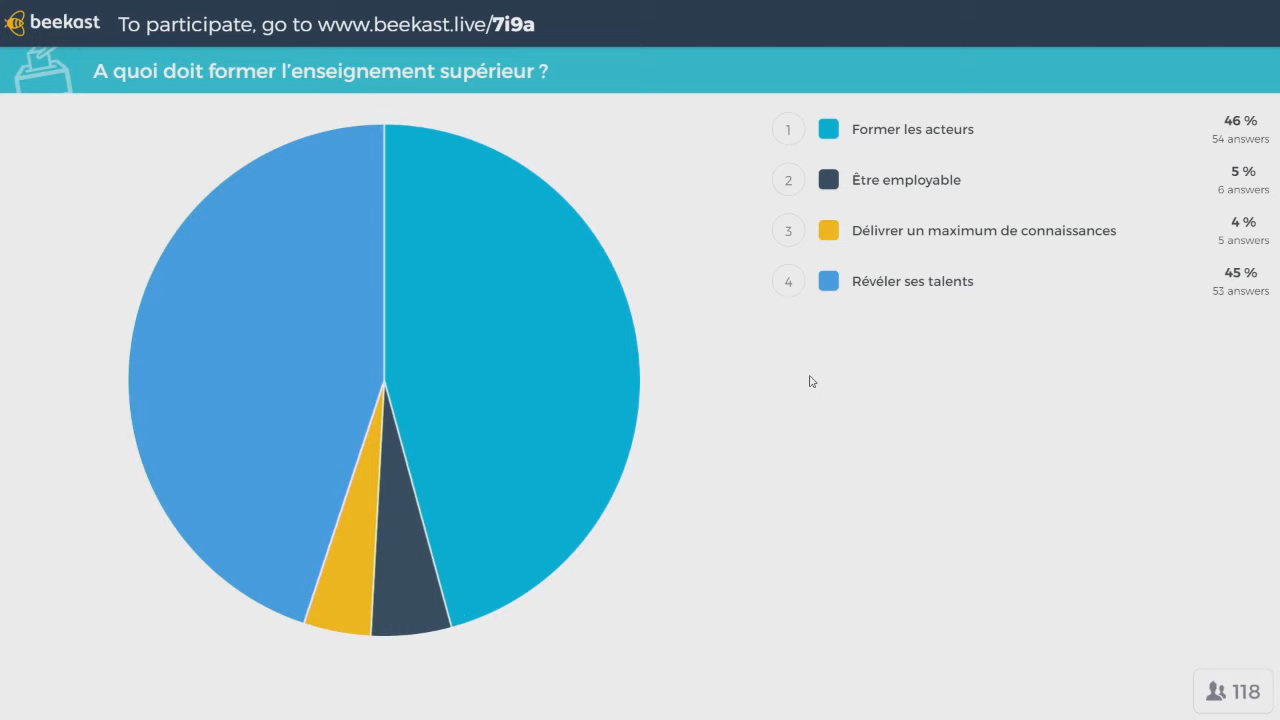 beekast To participate, go to www.beekast.live/7i9a
A quoi doit former l'enseignement supérieur ?
1 Former les acteurs 46 %
54 answers
2 Être employable 5 %
6 answers
3 Délivrer un maximum de connaissances 4 %
5 answers
4 Révéler ses talents 45 %
53 answers
118